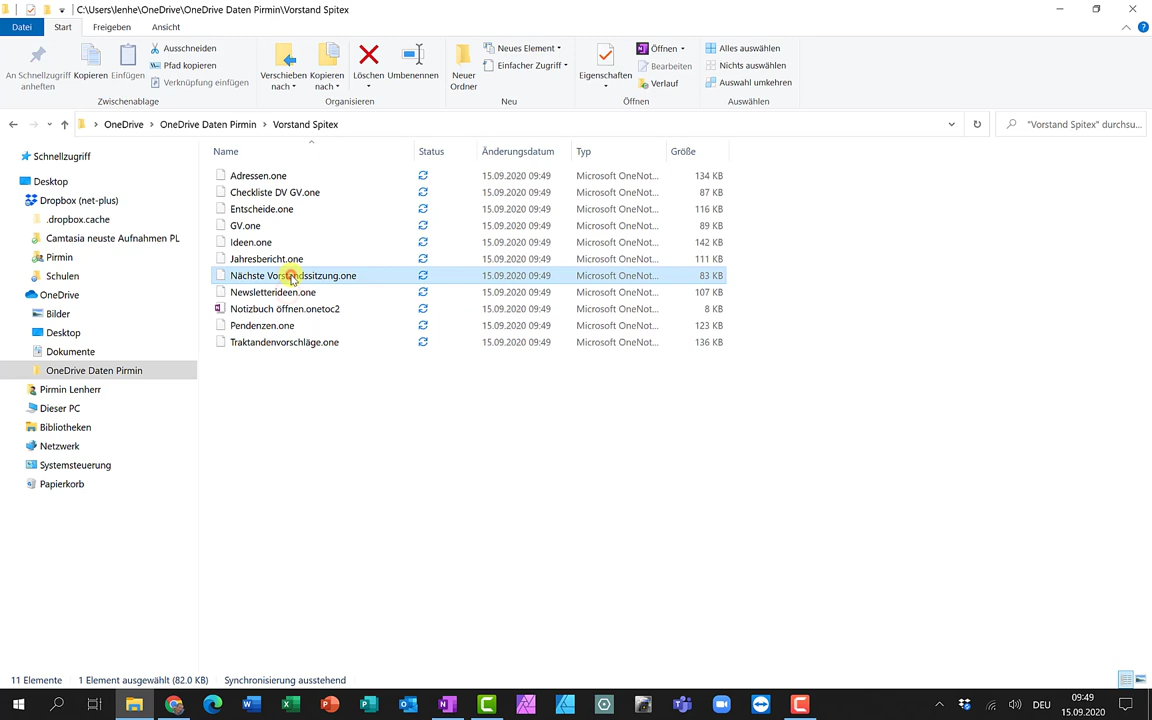 C:\Users\lenhe\OneDrive\OneDrive Daten Pirmin\Vorstand Spitex
Datei Start Freigeben Ansicht
An Schnellzugriff anheften
Kopieren
Einfügen
Ausschneiden
Pfad kopieren
Verknüpfung einfügen
Zwischenablage
Verschieben nach
Kopieren nach
Löschen
Umbenennen
Organisieren
Neuer Ordner
Neues Element
Einfacher Zugriff
Neu
Eigenschaften
Öffnen
Bearbeiten
Verlauf
Öffnen
Alles auswählen
Nichts auswählen
Auswahl umkehren
Auswählen
OneDrive > OneDrive Daten Pirmin > Vorstand Spitex
"Vorstand Spitex" durchsu...
Schnellzugriff
Desktop
Dropbox (net-plus)
.dropbox.cache
Camtasia neuste Aufnahmen PL
Pirmin
Schulen
OneDrive
Bilder
Desktop
Dokumente
OneDrive Daten Pirmin
Pirmin Lenherr
Dieser PC
Bibliotheken
Netzwerk
Systemsteuerung
Papierkorb
Name Status Änderungsdatum Typ Größe
Adressen.one 15.09.2020 09:49 Microsoft OneNot... 134 KB
Checkliste DV GV.one 15.09.2020 09:49 Microsoft OneNot... 87 KB
Entscheide.one 15.09.2020 09:49 Microsoft OneNot... 116 KB
GV.one 15.09.2020 09:49 Microsoft OneNot... 89 KB
Ideen.one 15.09.2020 09:49 Microsoft OneNot... 142 KB
Jahresbericht.one 15.09.2020 09:49 Microsoft OneNot... 111 KB
Nächste Vorstandssitzung.one 15.09.2020 09:49 Microsoft OneNot... 83 KB
Newsletterideen.one 15.09.2020 09:49 Microsoft OneNot... 107 KB
Notizbuch öffnen.onetoc2 15.09.2020 09:49 Microsoft OneNot... 8 KB
Pendenzen.one 15.09.2020 09:49 Microsoft OneNot... 123 KB
Traktandenvorschläge.one 15.09.2020 09:49 Microsoft OneNot... 136 KB
11 Elemente 1 Element ausgewählt (82.0 KB) Synchronisierung ausstehend
DEU
09:49
15.09.2020